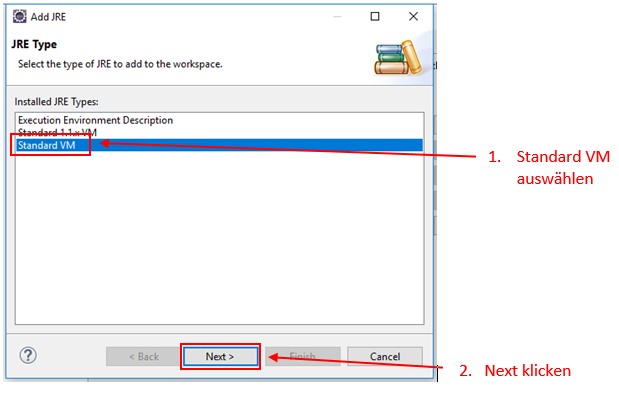 Add JRE
JRE Type
Select the type of JRE to add to the workspace.
Installed JRE Types:
Execution Environment Description
Standard 1.1.x VM
Standard VM
1. Standard VM
auswählen
< Back
Next >
Finish
Cancel
2. Next klicken